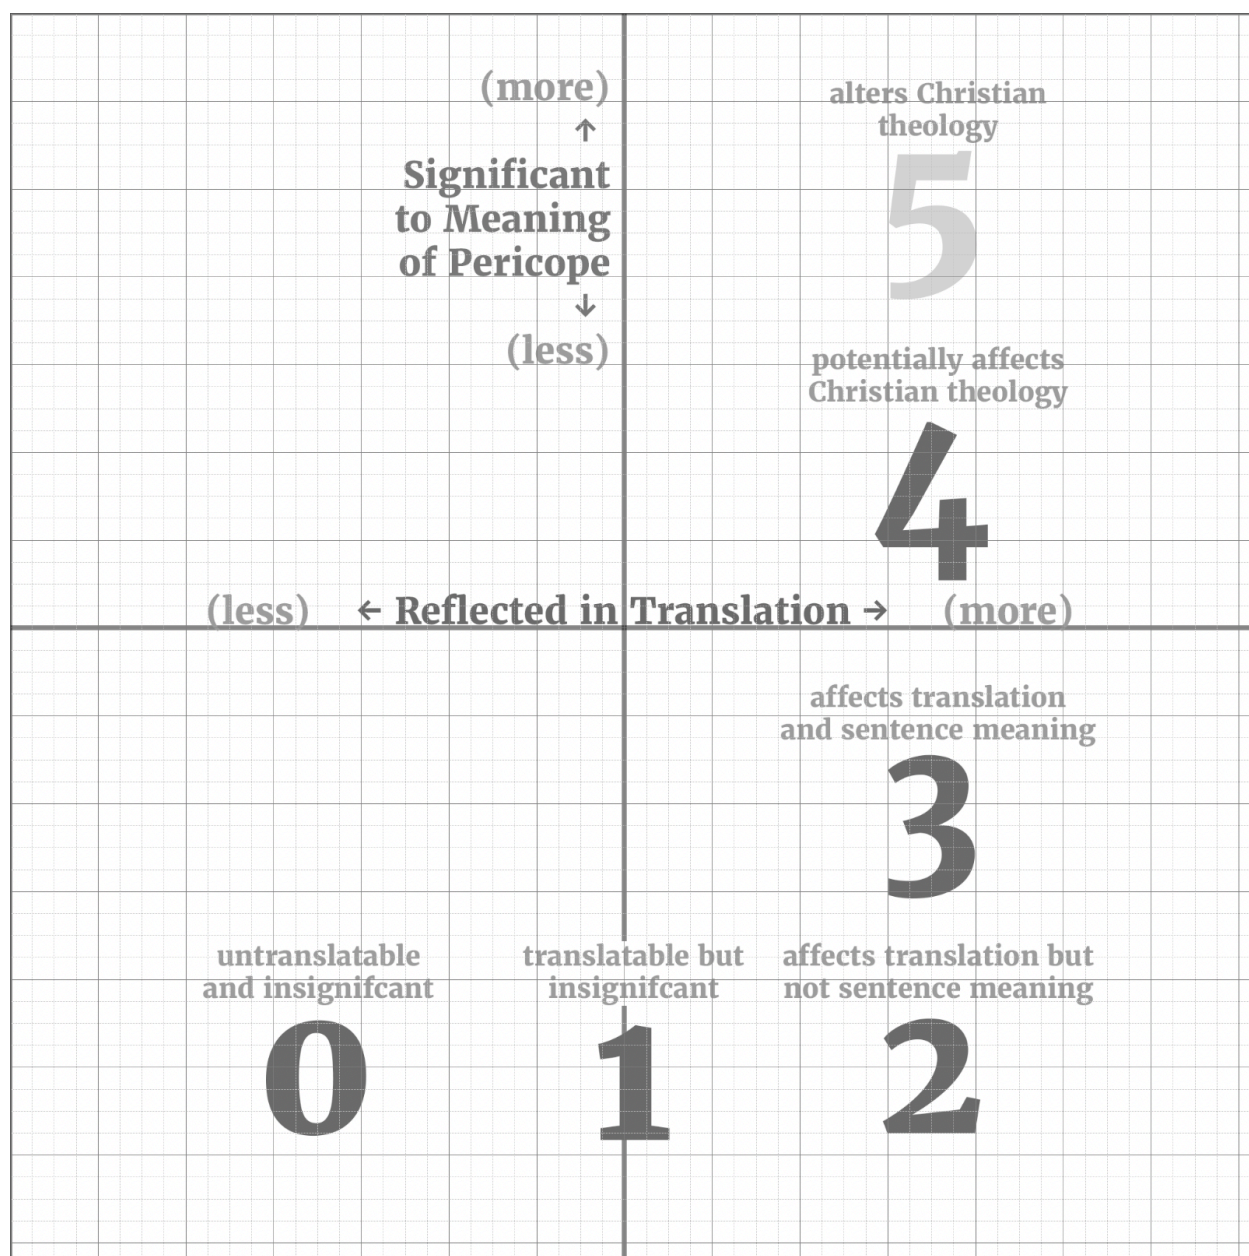 (more)
↑
Significant
to Meaning
of Pericope
↓
(less)
alters Christian
theology
5
potentially affects
Christian theology
4
(less) ← Reflected in Translation → (more)
affects translation
and sentence meaning
3
untranslatable
and insignifcant
0
translatable but
insignifcant
1
affects translation but
not sentence meaning
2